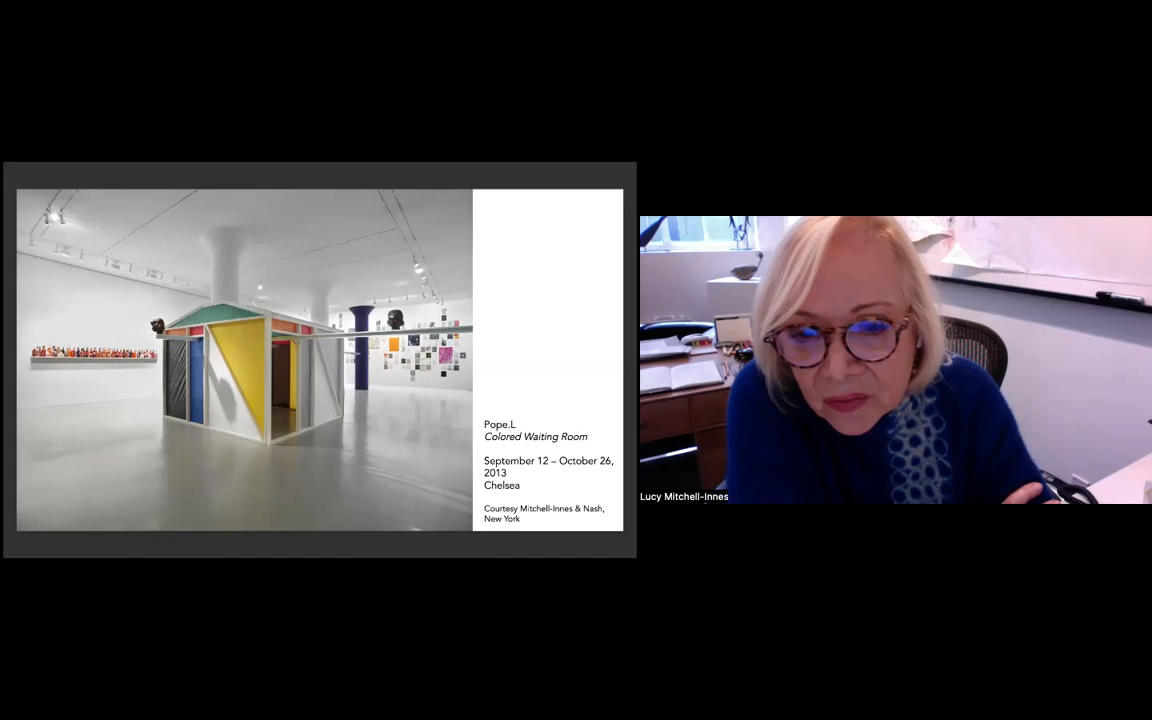 Pope.L
Colored Waiting Room
September 12 – October 26,
2013
Chelsea
Courtesy Mitchell-Innes & Nash,
New York
Lucy Mitchell-Innes